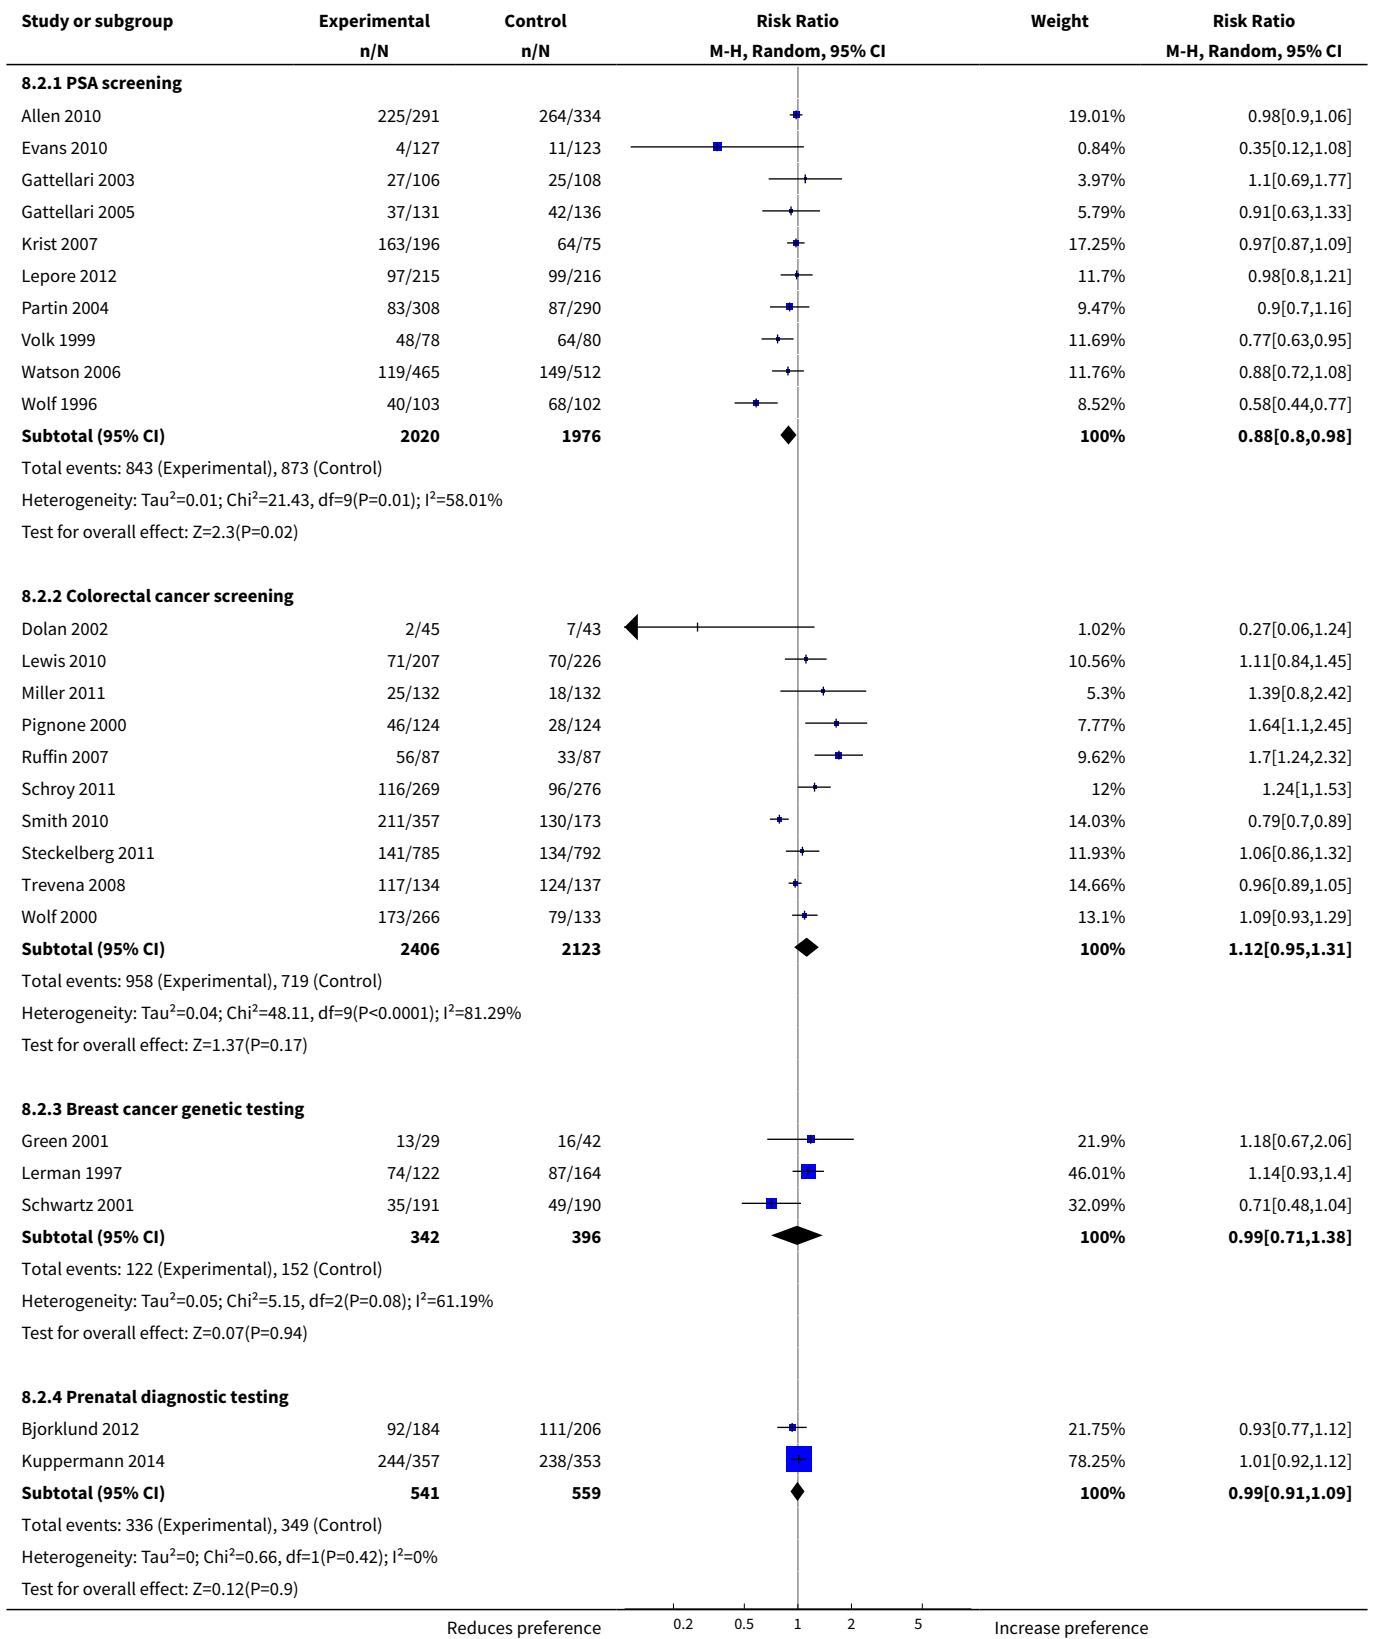 Study or subgroup Experimental Control Risk Ratio Weight Risk Ratio
n/N n/N M-H, Random, 95% CI M-H, Random, 95% CI
8.2.1 PSA screening
Allen 2010 225/291 264/334 19.01% 0.98[0.9,1.06]
Evans 2010 4/127 11/123 0.84% 0.35[0.12,1.08]
Gattellari 2003 27/106 25/108 3.97% 1.1[0.69,1.77]
Gattellari 2005 37/131 42/136 5.79% 0.91[0.63,1.33]
Krist 2007 163/196 64/75 17.25% 0.97[0.87,1.09]
Lepore 2012 97/215 99/216 11.7% 0.98[0.8,1.21]
Partin 2004 83/308 87/290 9.47% 0.9[0.7,1.16]
Volk 1999 48/78 64/80 11.69% 0.77[0.63,0.95]
Watson 2006 119/465 149/512 11.76% 0.88[0.72,1.08]
Wolf 1996 40/103 68/102 8.52% 0.58[0.44,0.77]
Subtotal (95% CI) 2020 1976 100% 0.88[0.8,0.98]
Total events: 843 (Experimental), 873 (Control)
Heterogeneity: Tau²=0.01; Chi²=21.43, df=9(P=0.01); I²=58.01%
Test for overall effect: Z=2.3(P=0.02)
8.2.2 Colorectal cancer screening
Dolan 2002 2/45 7/43 1.02% 0.27[0.06,1.24]
Lewis 2010 71/207 70/226 10.56% 1.11[0.84,1.45]
Miller 2011 25/132 18/132 5.3% 1.39[0.8,2.42]
Pignone 2000 46/124 28/124 7.77% 1.64[1.1,2.45]
Ruffin 2007 56/87 33/87 9.62% 1.7[1.24,2.32]
Schroy 2011 116/269 96/276 12% 1.24[1,1.53]
Smith 2010 211/357 130/173 14.03% 0.79[0.7,0.89]
Steckelberg 2011 141/785 134/792 11.93% 1.06[0.86,1.32]
Trevena 2008 117/134 124/137 14.66% 0.96[0.89,1.05]
Wolf 2000 173/266 79/133 13.1% 1.09[0.93,1.29]
Subtotal (95% CI) 2406 2123 100% 1.12[0.95,1.31]
Total events: 958 (Experimental), 719 (Control)
Heterogeneity: Tau²=0.04; Chi²=48.11, df=9(P<0.0001); I²=81.29%
Test for overall effect: Z=1.37(P=0.17)
8.2.3 Breast cancer genetic testing
Green 2001 13/29 16/42 21.9% 1.18[0.67,2.06]
Lerman 1997 74/122 87/164 46.01% 1.14[0.93,1.4]
Schwartz 2001 35/191 49/190 32.09% 0.71[0.48,1.04]
Subtotal (95% CI) 342 396 100% 0.99[0.71,1.38]
Total events: 122 (Experimental), 152 (Control)
Heterogeneity: Tau²=0.05; Chi²=5.15, df=2(P=0.08); I²=61.19%
Test for overall effect: Z=0.07(P=0.94)
8.2.4 Prenatal diagnostic testing
Bjorklund 2012 92/184 111/206 21.75% 0.93[0.77,1.12]
Kuppermann 2014 244/357 238/353 78.25% 1.01[0.92,1.12]
Subtotal (95% CI) 541 559 100% 0.99[0.91,1.09]
Total events: 336 (Experimental), 349 (Control)
Heterogeneity: Tau²=0; Chi²=0.66, df=1(P=0.42); I²=0%
Test for overall effect: Z=0.12(P=0.9)
Reduces preference 0.2 0.5 1 2 5 Increase preference